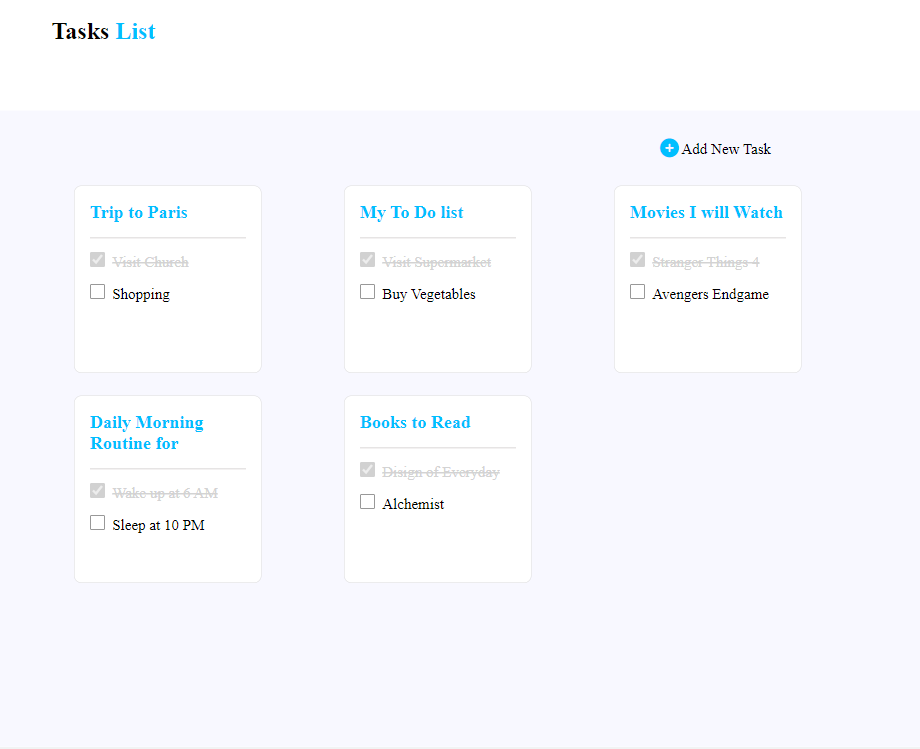 Tasks List
Add New Task
Trip to Paris
Visit Church
Shopping
My To Do list
Visit Supermarket
Buy Vegetables
Movies I will Watch
Stranger Things 4
Avengers Endgame
Daily Morning
Routine for
Wake up at 6 AM
Sleep at 10 PM
Books to Read
Disign of Everyday
Alchemist